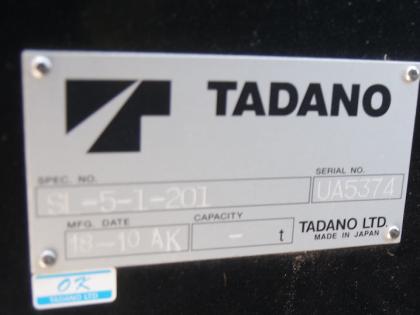 TADANO
SPEC. NO.
SERIAL NO.
SL-5-1-201
UA5374
MFG. DATE
CAPACITY
18-10 AK
- t
TADANO LTD.
MADE IN JAPAN
OK
TADANO LTD